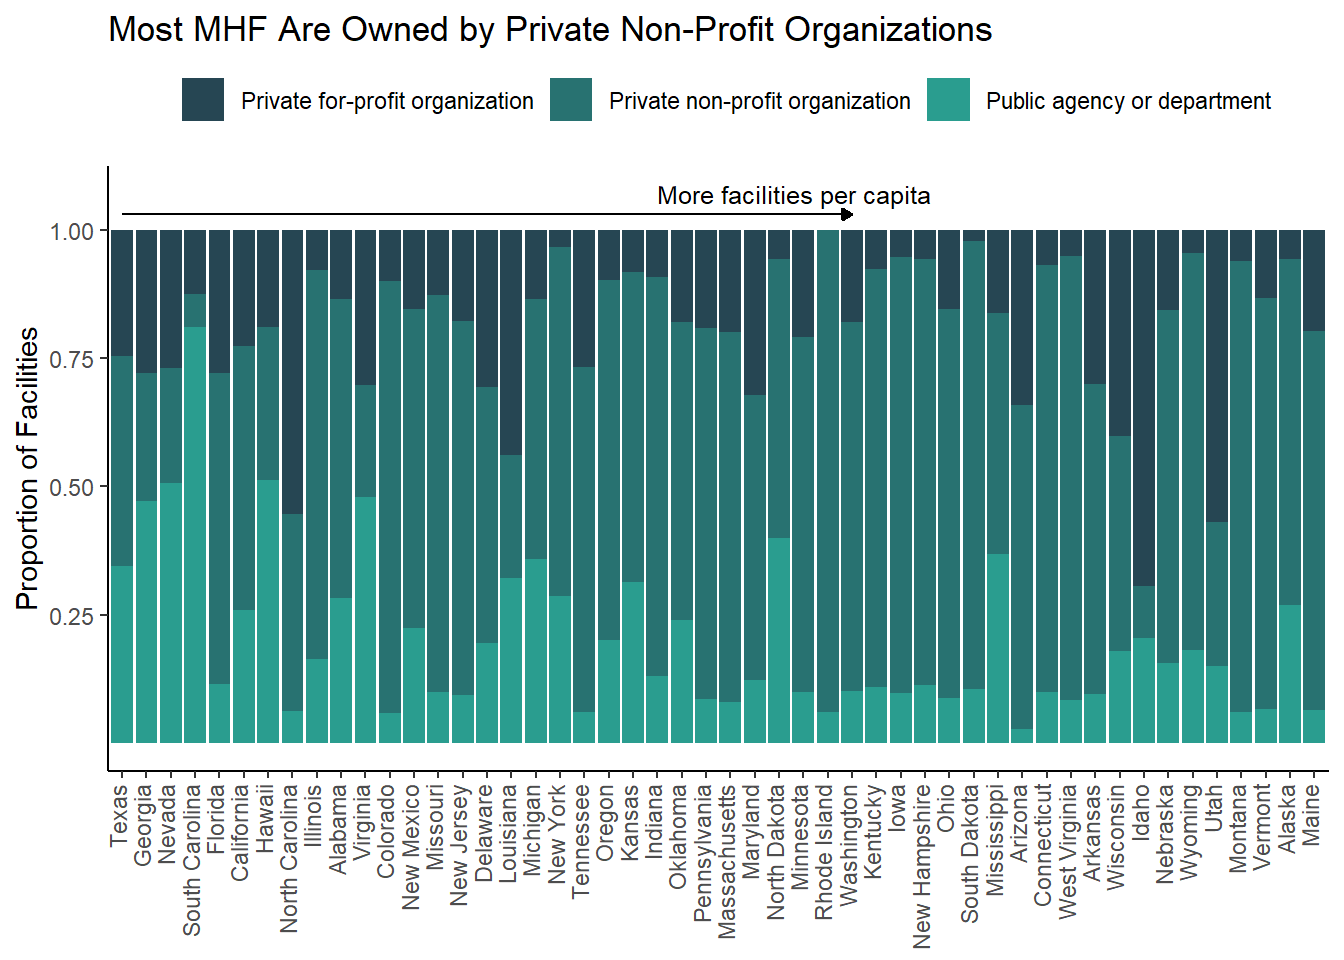 Most MHF Are Owned by Private Non-Profit Organizations
Private for-profit organization
Private non-profit organization
Public agency or department
More facilities per capita
1.00
0.75
0.50
0.25
Proportion of Facilities
Texas
Georgia
Nevada
South Carolina
Florida
California
Hawaii
North Carolina
Illinois
Alabama
Virginia
Colorado
New Mexico
Missouri
New Jersey
Delaware
Louisiana
Michigan
New York
Tennessee
Oregon
Kansas
Indiana
Oklahoma
Pennsylvania
Massachusetts
Maryland
North Dakota
Minnesota
Rhode Island
Washington
Kentucky
Iowa
New Hampshire
Ohio
South Dakota
Mississippi
Arizona
Connecticut
West Virginia
Arkansas
Wisconsin
Idaho
Nebraska
Wyoming
Utah
Montana
Vermont
Alaska
Maine